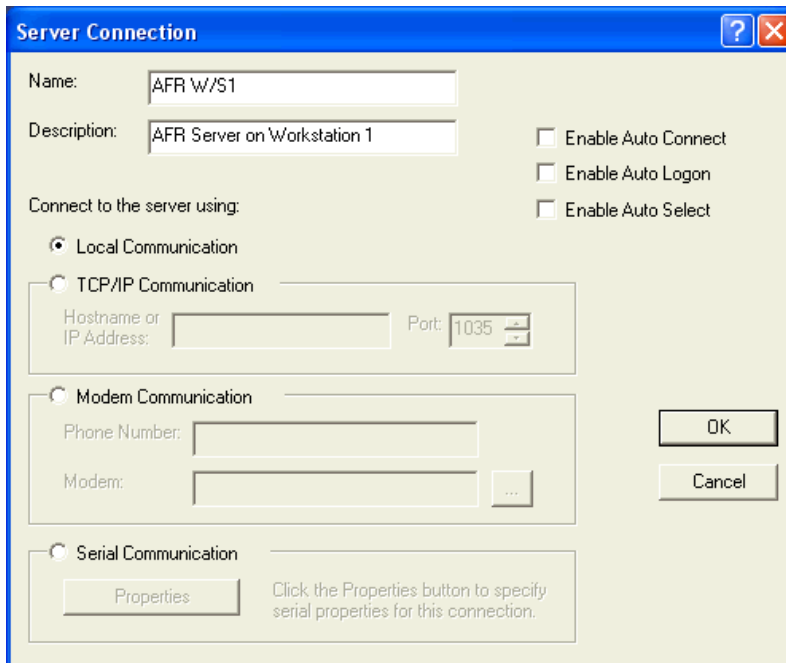 Server Connection
Name:
AFR W/S1
Description:
AFR Server on Workstation 1
Enable Auto Connect
Enable Auto Logon
Enable Auto Select
Connect to the server using:
Local Communication
TCP/IP Communication
Hostname or
IP Address:
Port:
1035
Modem Communication
Phone Number:
Modem:
...
OK
Cancel
Serial Communication
Properties
Click the Properties button to specify
serial properties for this connection.